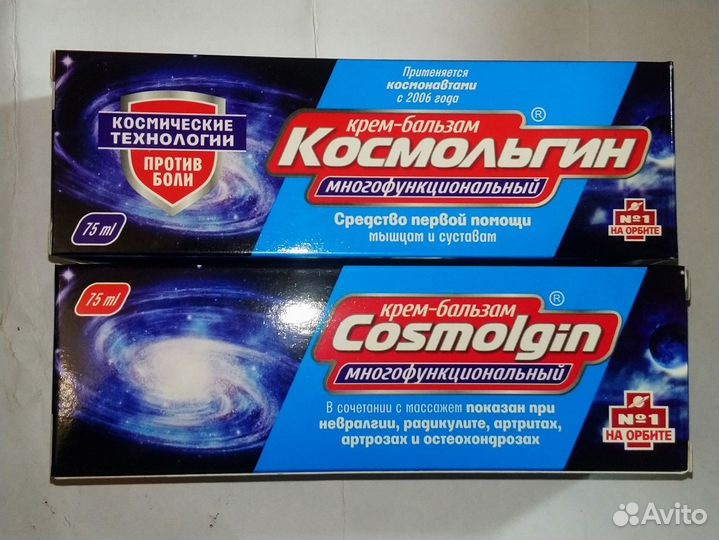 Применяется
космонавтами
с 2006 года
КОСМИЧЕСКИЕ
ТЕХНОЛОГИИ
ПРОТИВ
БОЛИ
крем-бальзам ®
Космольгин
многофункциональный
Средство первой помощи
мышцам и суставам
75 ml
№1
НА ОРБИТЕ
75 ml
крем-бальзам ®
Cosmolgin
многофункциональный
В сочетании с массажем показан при
невралгии, радикулите, артритах,
артрозах и остеохондрозах
№1
НА ОРБИТЕ
Avito